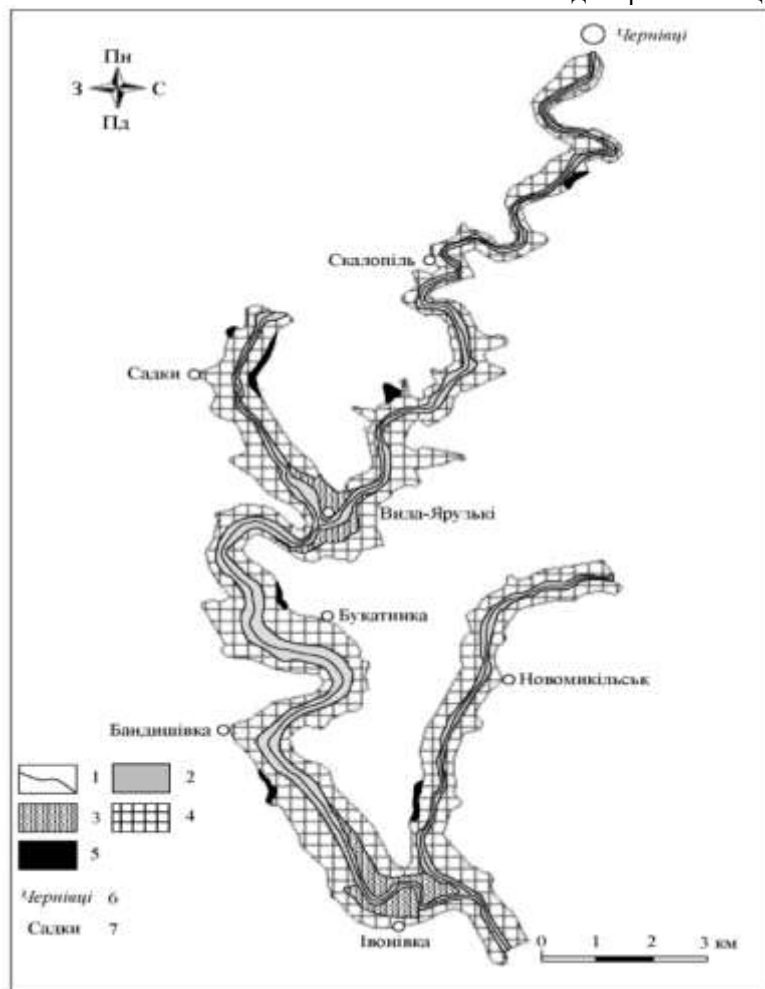 Чернівці
Пн
З С
Пд
Скалопіль
Садки
Вила-Ярузькі
Букатинка
Новомикільськ
Бандишівка
1 2
3 4
5
Чернівці 6
Садки 7
Івонівка
0 1 2 3 км